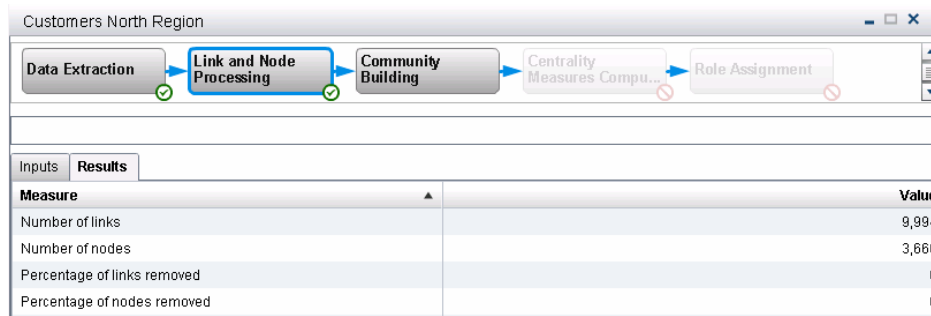 Customers North Region
Data Extraction
Link and Node
Processing
Community
Building
Centrality
Measures Compu...
Role Assignment
Inputs
Results
Measure
Number of links
Number of nodes
Percentage of links removed
Percentage of nodes removed